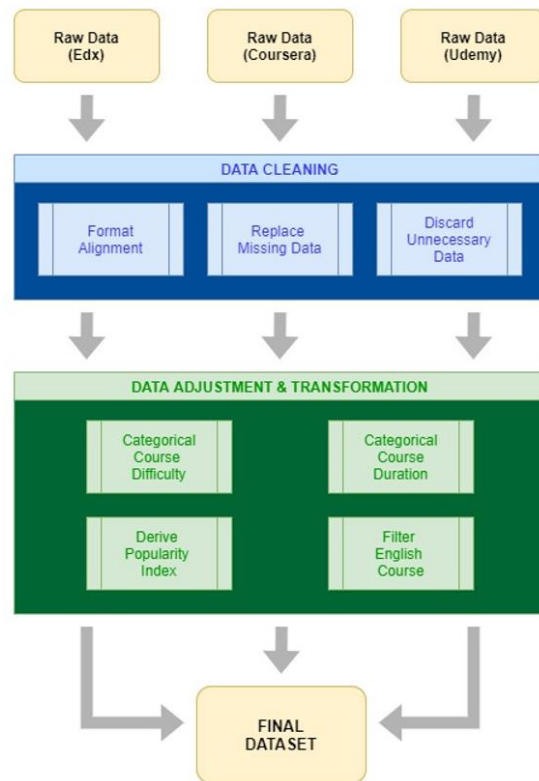 Raw Data
(Edx)
Raw Data
(Coursera)
Raw Data
(Udemy)
DATA CLEANING
Format
Alignment
Replace
Missing Data
Discard
Unnecessary
Data
DATA ADJUSTMENT & TRANSFORMATION
Categorical
Course
Difficulty
Categorical
Course
Duration
Derive
Popularity
Index
Filter
English
Course
FINAL
DATASET